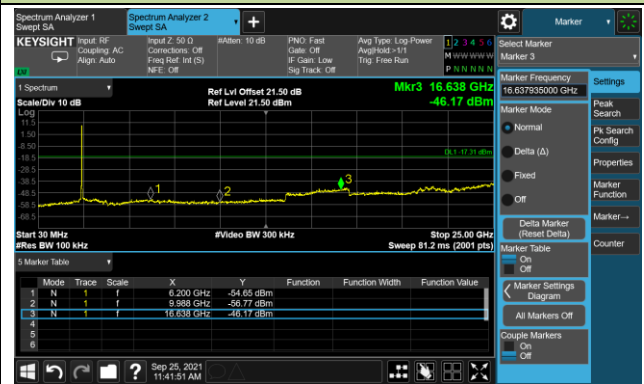 Spectrum Analyzer 1
Swept SA
Spectrum Analyzer 2
Swept SA
Marker
KEYSIGHT
Input: RF
Coupling: AC
Align: Auto
Input Z: 50 Ω
Corrections: Off
Freq Ref: Int (S)
NFE: Off
#Atten: 10 dB
PNO: Fast
Gate: Off
IF Gain: Low
Sig Track: Off
Avg Type: Log-Power
Avg|Hold:>1/1
Trig: Free Run
1 2 3 4 5 6
M W W W W W
P N N N N N
LXI
Select Marker
Marker 3
1 Spectrum
Scale/Div 10 dB
Ref Lvl Offset 21.50 dB
Ref Level 21.50 dBm
Mkr3 16.638 GHz
-46.17 dBm
Log
11.5
1.50
-8.50
-18.5
-28.5
-38.5
-48.5
-58.5
-68.5
DL1 -17.31 dBm
1
2
3
Start 30 MHz
#Res BW 100 kHz
#Video BW 300 kHz
Stop 25.00 GHz
Sweep 81.2 ms (2001 pts)
5 Marker Table
Mode Trace Scale X Y Function Function Width Function Value
1 N 1 f 6.200 GHz -54.65 dBm
2 N 1 f 9.988 GHz -56.77 dBm
3 N 1 f 16.638 GHz -46.17 dBm
4
5
6
Marker Frequency
16.637935000 GHz
Marker Mode
Normal
Delta (Δ)
Fixed
Off
Delta Marker
(Reset Delta)
Marker Table
On
Off
Marker Settings
Diagram
All Markers Off
Couple Markers
On
Off
Settings
Peak
Search
Pk Search
Config
Properties
Marker
Function
Marker→
Counter
Sep 25, 2021
11:41:51 AM